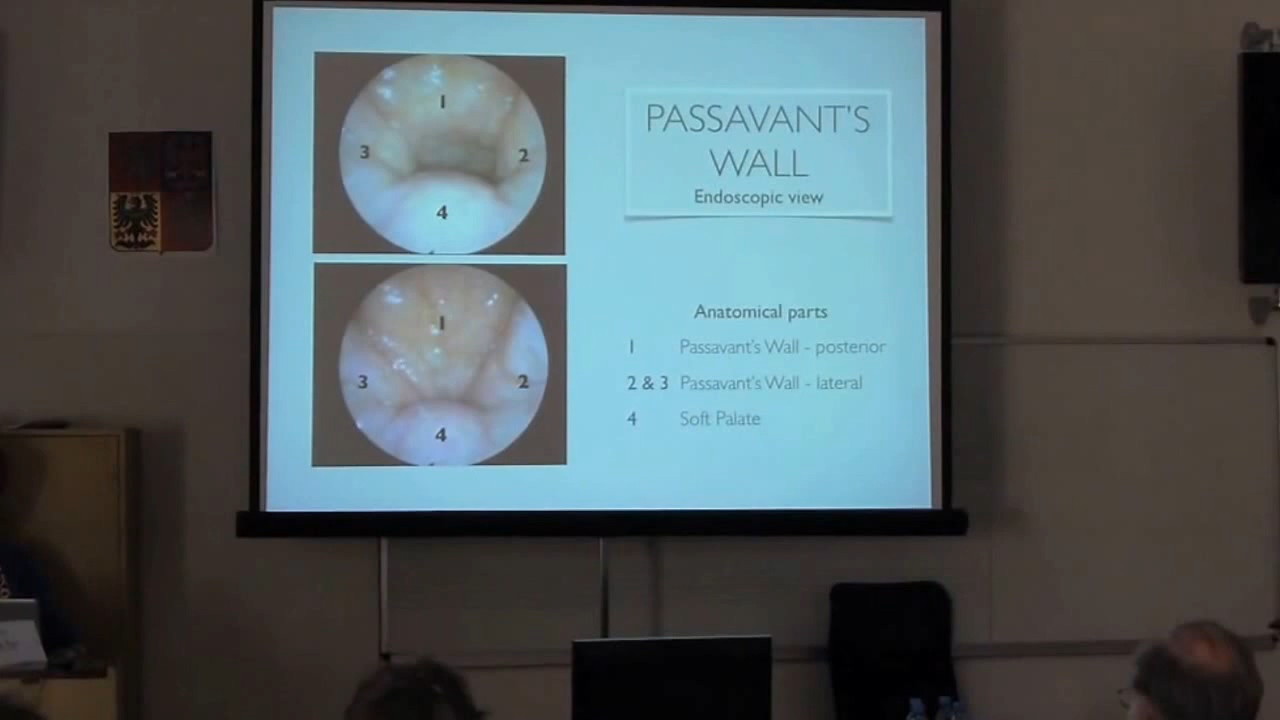 PASSAVANT'S
WALL
Endoscopic view
1
3
2
4
1
3
2
4
Anatomical parts
1 Passavant's Wall - posterior
2 & 3 Passavant's Wall - lateral
4 Soft Palate